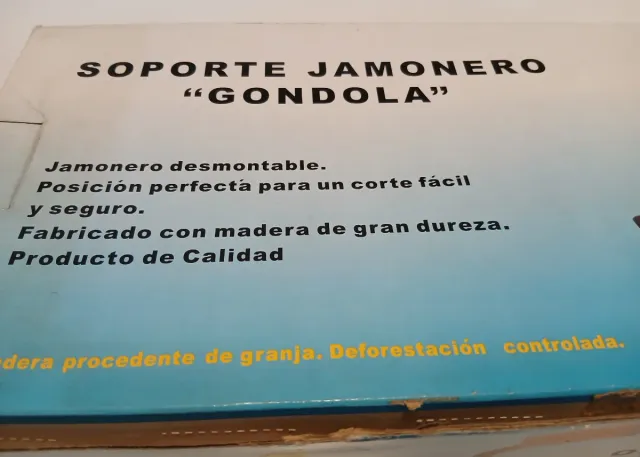 SOPORTE JAMONERO
“GONDOLA”
Jamonero desmontable.
Posición perfectá para un corte fácil
y seguro.
Fabricado con madera de gran dureza.
Producto de Calidad
procedente de granja. Deforestación controlada.